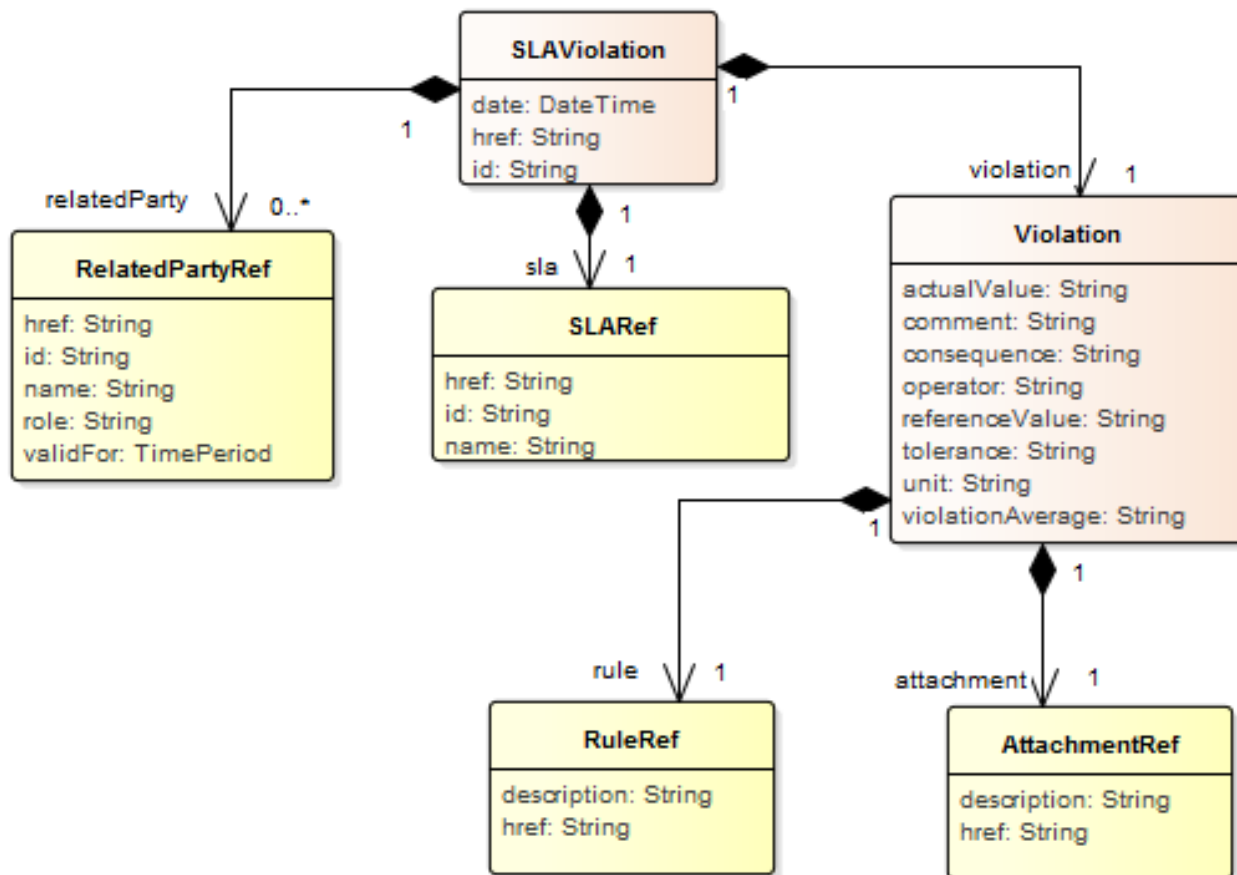 SLAViolation
date: DateTime
href: String
id: String
1
1
1
relatedParty
0..*
sla
1
violation
1
RelatedPartyRef
href: String
id: String
name: String
role: String
validFor: TimePeriod
SLARef
href: String
id: String
name: String
Violation
actualValue: String
comment: String
consequence: String
operator: String
referenceValue: String
tolerance: String
unit: String
violationAverage: String
1
1
rule
1
attachment
1
RuleRef
description: String
href: String
AttachmentRef
description: String
href: String